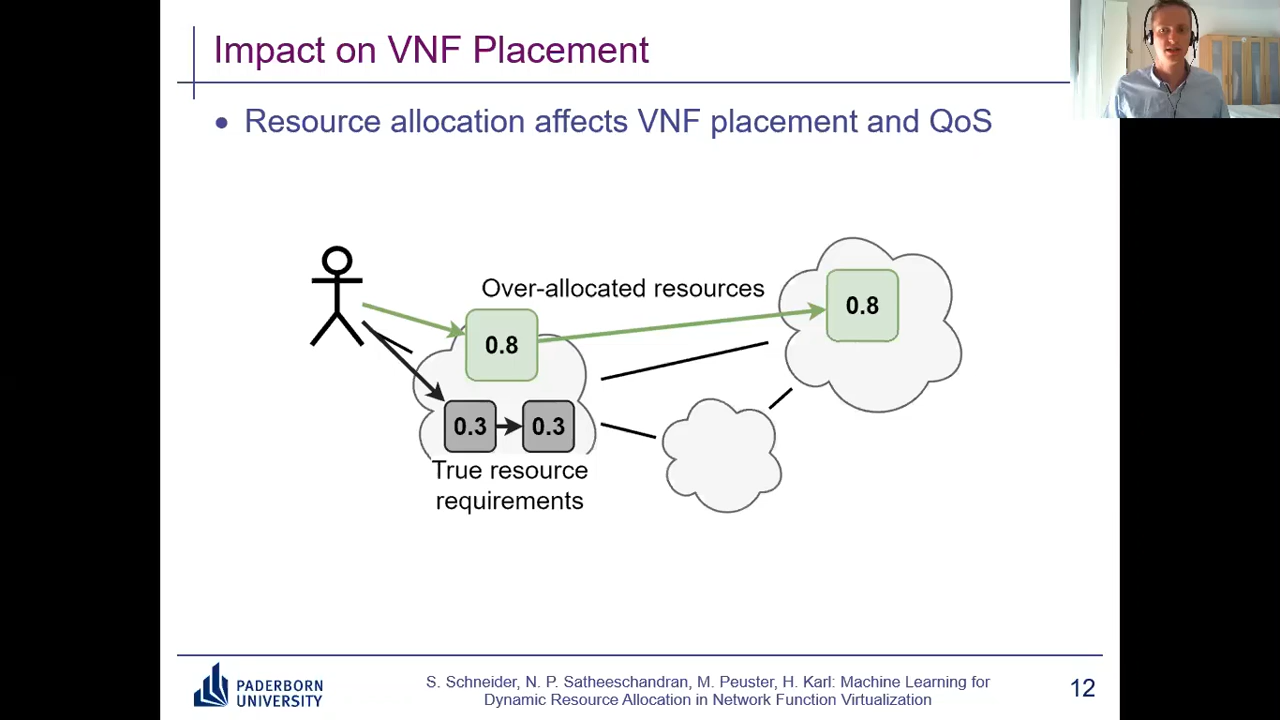 Impact on VNF Placement
• Resource allocation affects VNF placement and QoS
Over-allocated resources
0.8
0.8
0.3
0.3
True resource
requirements
PADERBORN
UNIVERSITY
S. Schneider, N. P. Satheeschandran, M. Peuster, H. Karl: Machine Learning for
Dynamic Resource Allocation in Network Function Virtualization
12